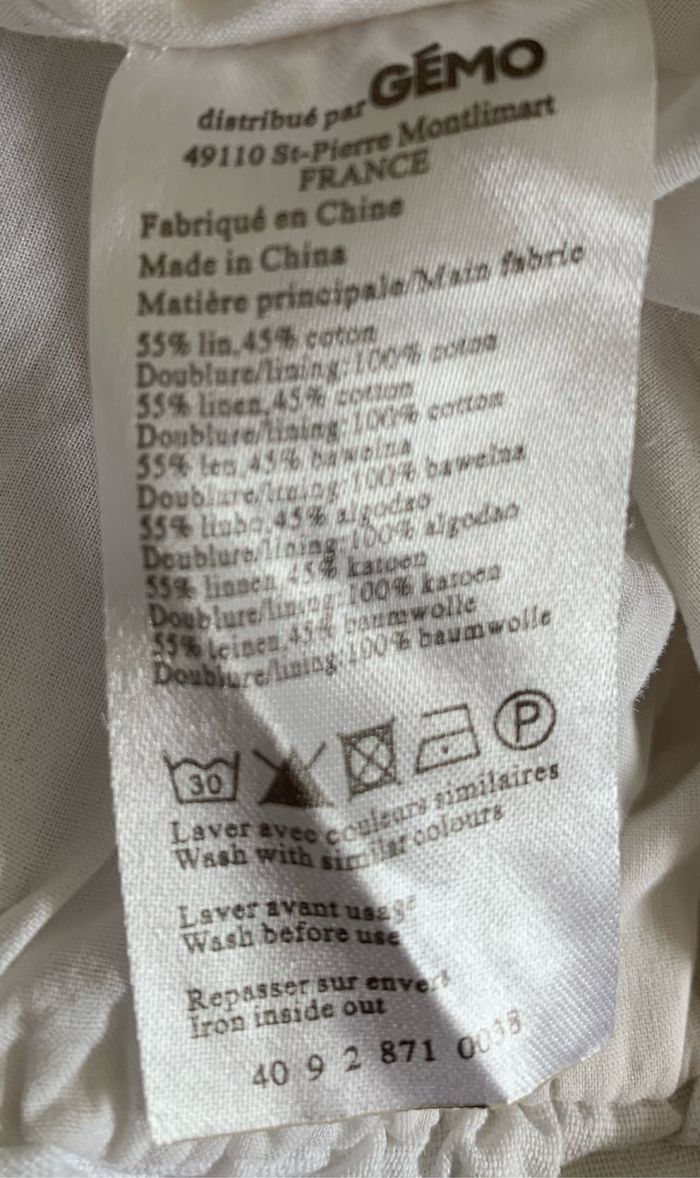 GÉMO
distribué par
49110 St-Pierre Montlimart
FRANCE
Fabriqué en Chine
Made in China
Matière principale/Main fabric
55% lin,45% coton
Doublure/lining:100% coton
55% linen,45% cotton
Doublure/lining:100% cotton
55% len,45% bawelna
Doublure/lining:100% bawelna
55% linho,45% algodao
Doublure/lining:100% algodao
55% linnen,45% katoen
Doublure/lining:100% katoen
55% leinen,45% baumwolle
Doublure/lining:100% baumwolle
30 P
Laver avec couleurs similaires
Wash with similar colours
Laver avant usage
Wash before use
Repasser sur envers
Iron inside out
40 9 2 871